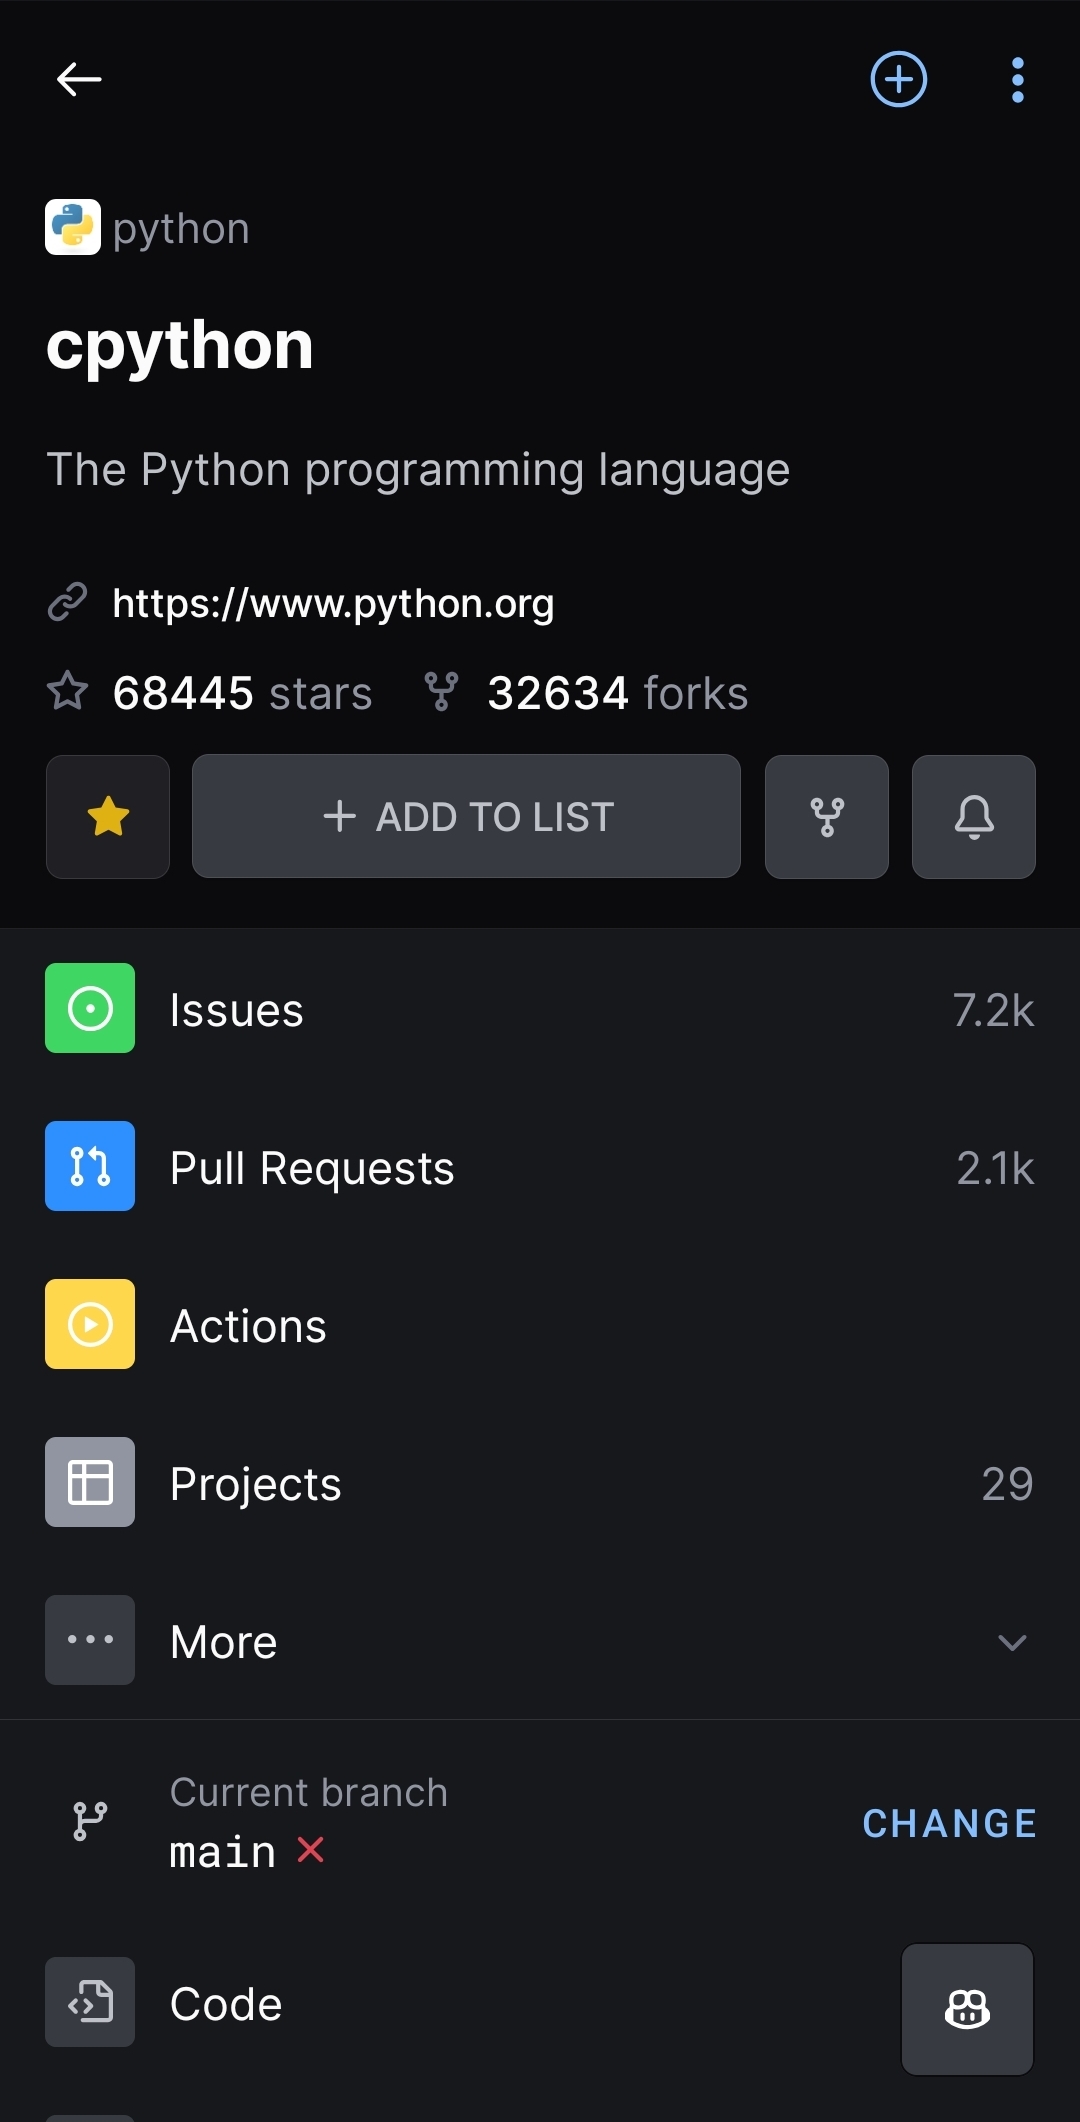 python
cpython
The Python programming language
https://www.python.org
68445 stars 32634 forks
ADD TO LIST
Issues 7.2k
Pull Requests 2.1k
Actions
Projects 29
More
Current branch
main
CHANGE
Code